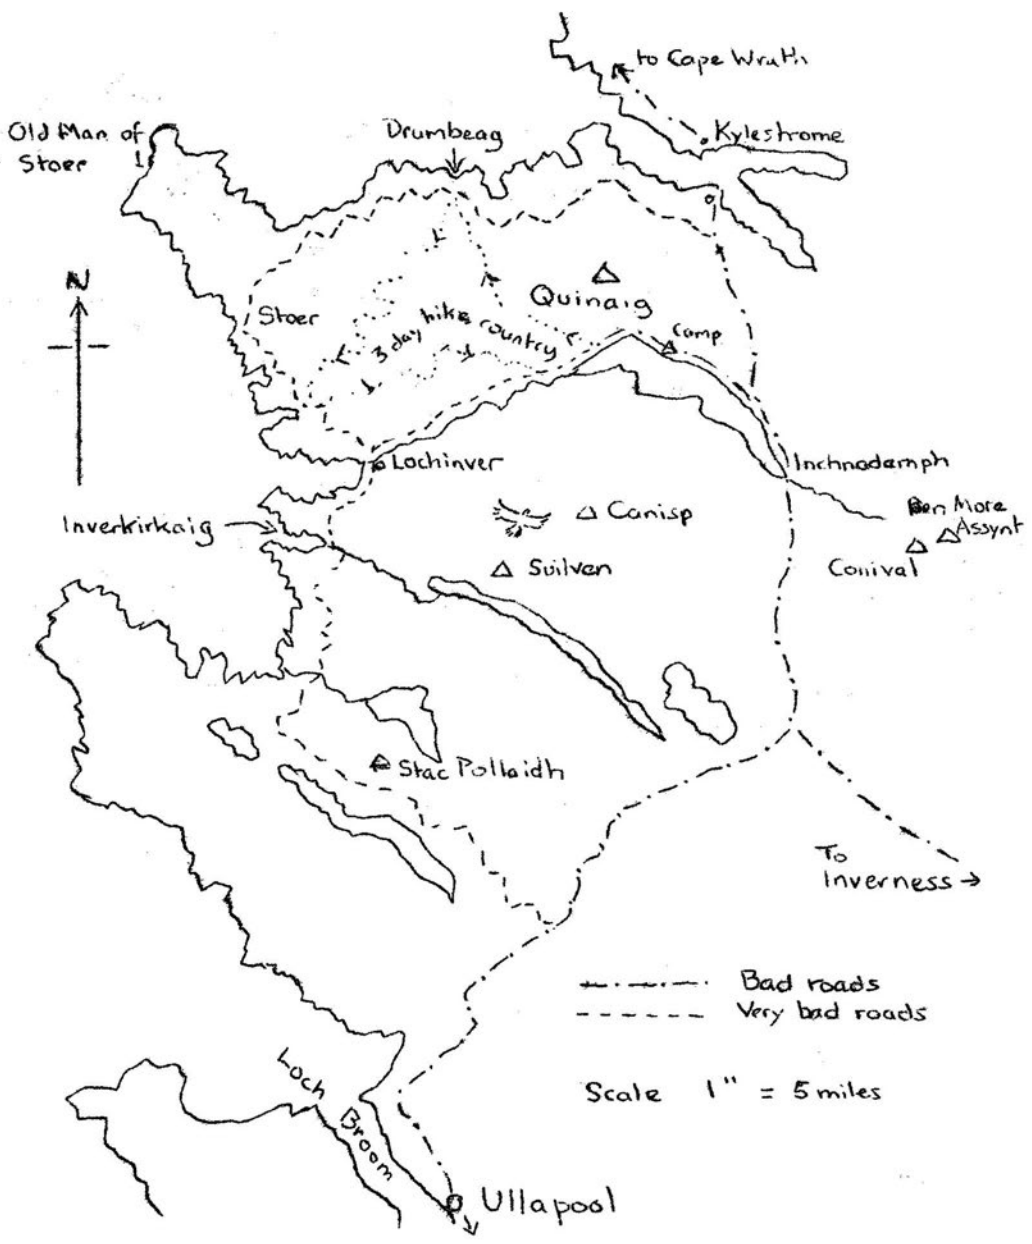 to Cape Wrath
Old Man of
Stoer
Drumbeag
Kylestrome
N
Quinaig
Stoer
3 day hike country
Camp
Lochinver
Inchnadamph
Ben More
Assynt
Inverkirkaig
Canisp
Suilven
Conival
Stac Pollaidh
To
Inverness
Bad roads
Very bad roads
Loch
Broom
Scale 1" = 5 miles
Ullapool